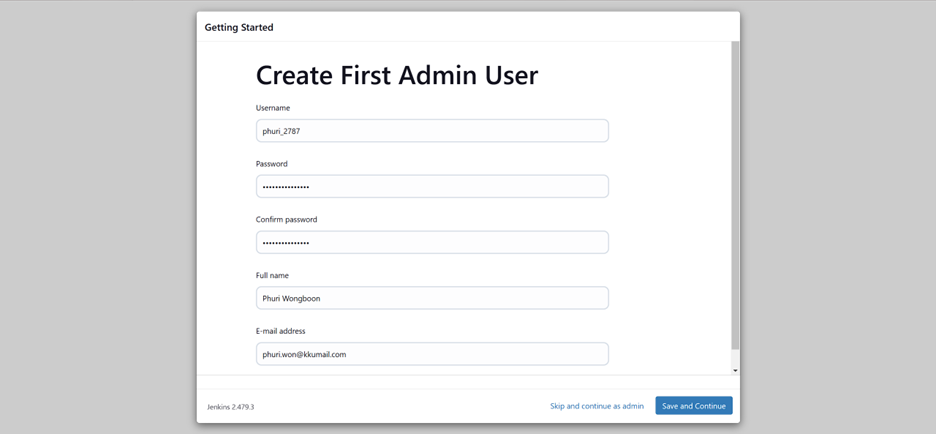 Getting Started
Create First Admin User
Username
phuri_2787
Password
•••••••••••••••
Confirm password
•••••••••••••••
Full name
Phuri Wongboon
E-mail address
phuri.won@kkumail.com
Jenkins 2.479.3
Skip and continue as admin
Save and Continue